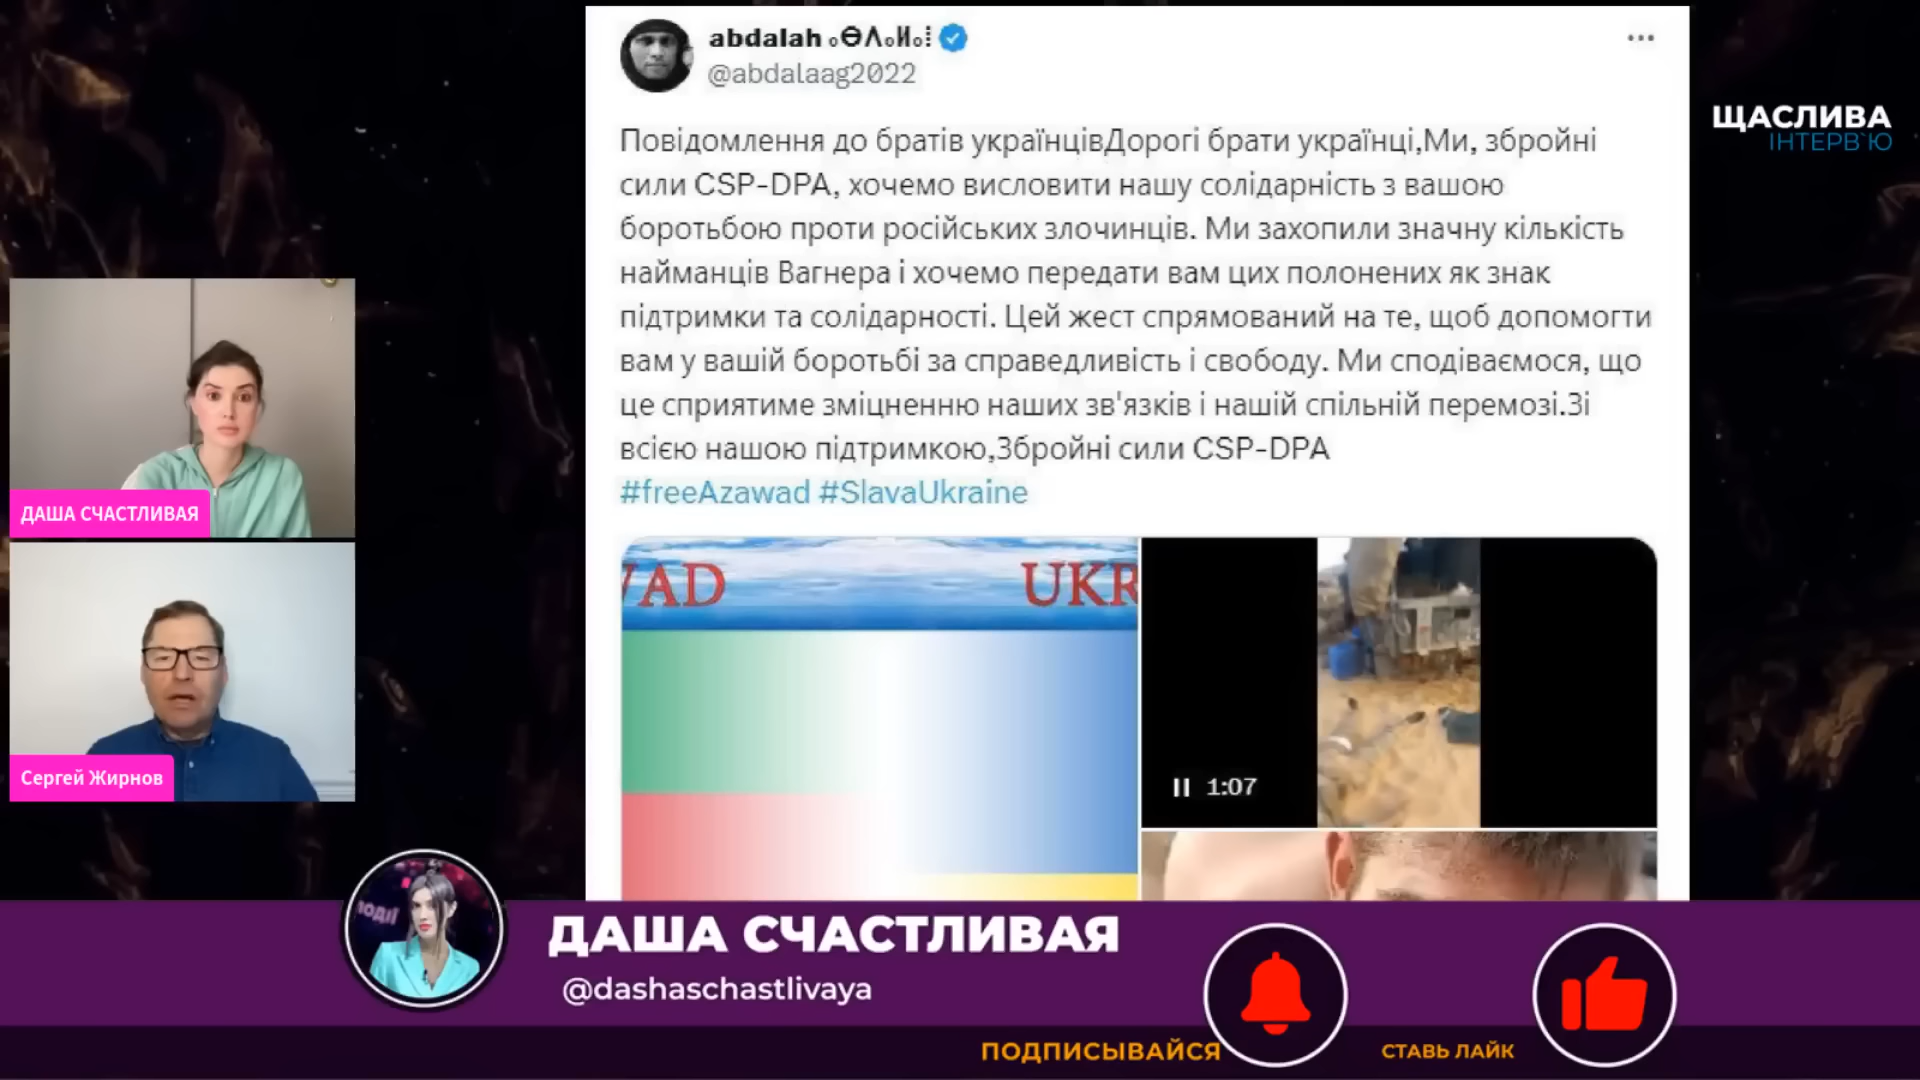 abdalah ⴰⴱⴷⴰⵍⴰⵂ
@abdalaag2022
ЩАСЛИВА
ІНТЕРВ`Ю
Повідомлення до братів українцівДорогі брати українці,Ми, збройні
сили CSP-DPA, хочемо висловити нашу солідарність з вашою
боротьбою проти російських злочинців. Ми захопили значну кількість
найманців Вагнера і хочемо передати вам цих полонених як знак
підтримки та солідарності. Цей жест спрямований на те, щоб допомогти
вам у вашій боротьбі за справедливість і свободу. Ми сподіваємося, що
це сприятиме зміцненню наших зв'язків і нашій спільній перемозі.Зі
всією нашою підтримкою,Збройні сили CSP-DPA
#freeAzawad #SlavaUkraine
WAD UKR
1:07
ДАША СЧАСТЛИВАЯ
Сергей Жирнов
ПОДІЇ
ДАША СЧАСТЛИВАЯ
@dashaschastlivaya
ПОДПИСЫВАЙСЯ
СТАВЬ ЛАЙК